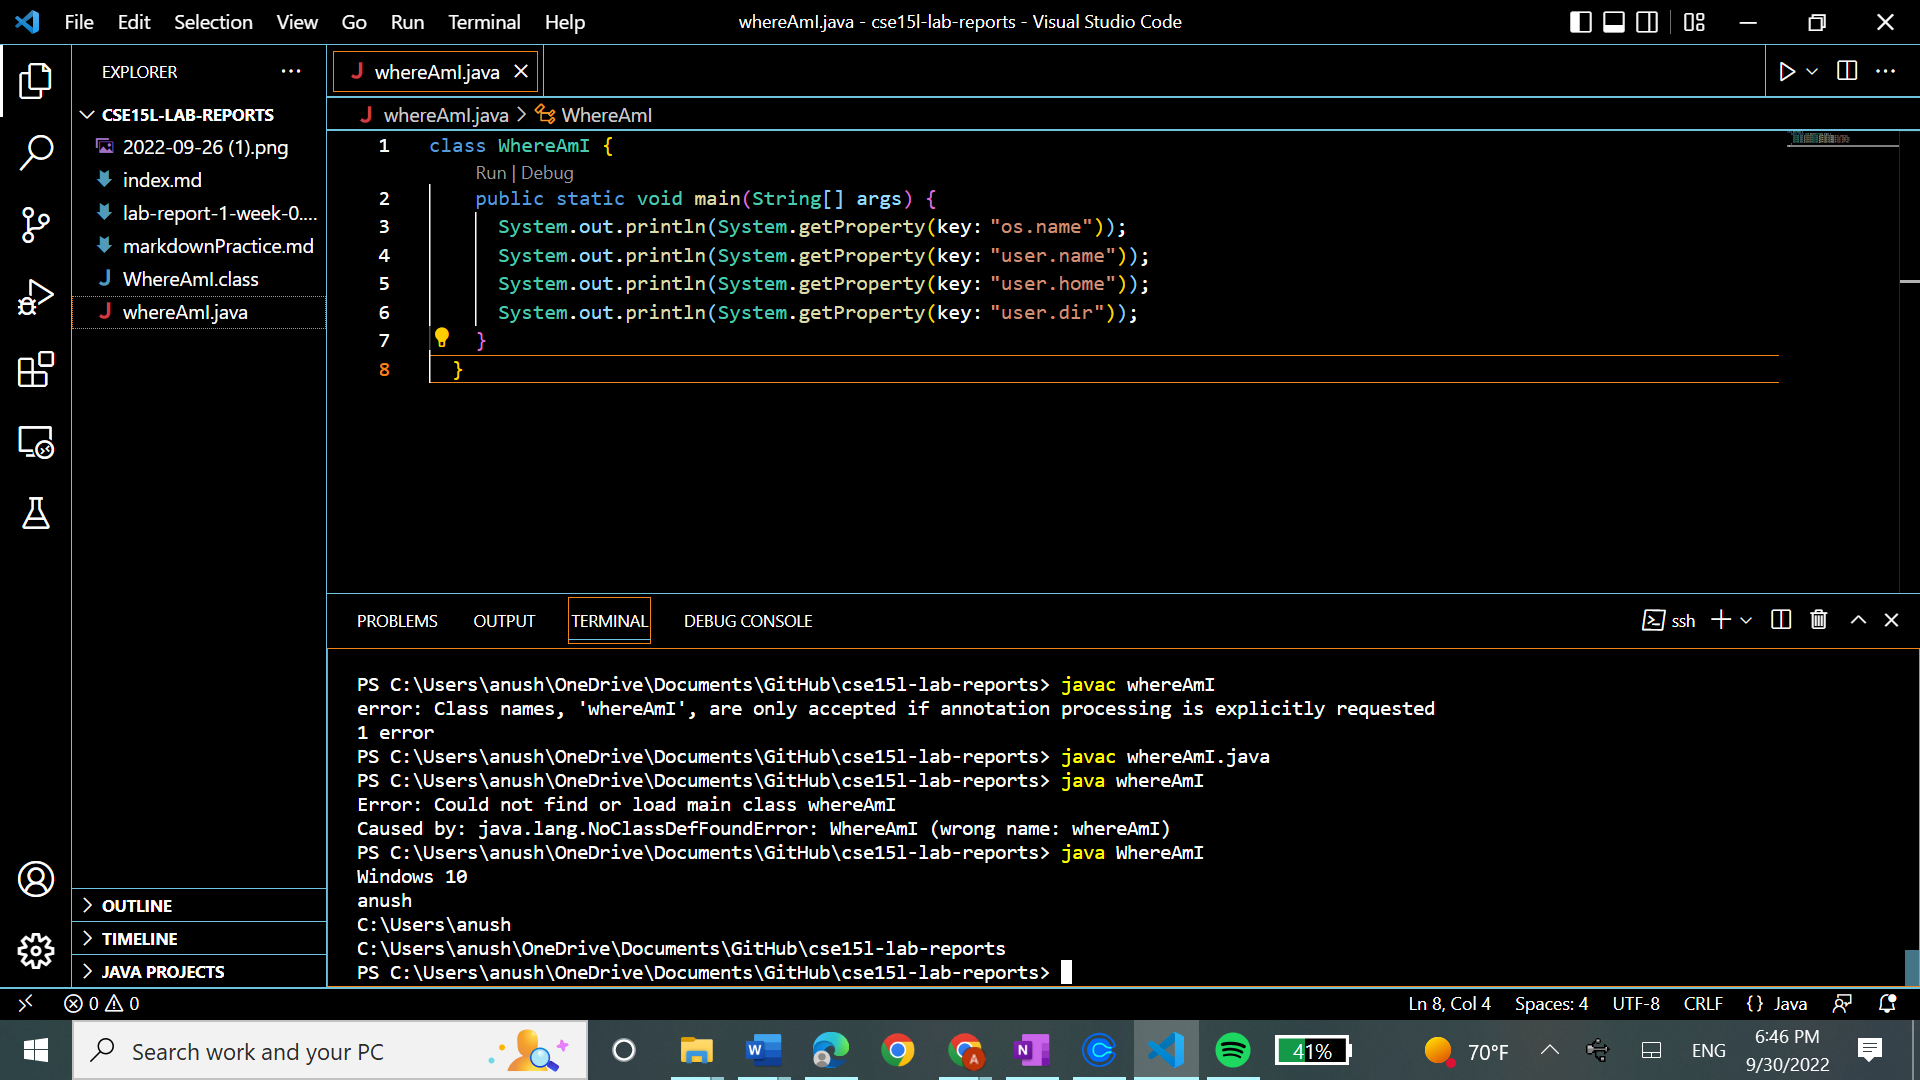 File Edit Selection View Go Run Terminal Help
whereAmI.java - cse15l-lab-reports - Visual Studio Code
EXPLORER
CSE15L-LAB-REPORTS
2022-09-26 (1).png
index.md
lab-report-1-week-0....
markdownPractice.md
WhereAmI.class
whereAmI.java
OUTLINE
TIMELINE
JAVA PROJECTS
whereAmI.java
whereAmI.java > WhereAmI
1 class WhereAmI {
Run | Debug
2 public static void main(String[] args) {
3 System.out.println(System.getProperty(key: "os.name"));
4 System.out.println(System.getProperty(key: "user.name"));
5 System.out.println(System.getProperty(key: "user.home"));
6 System.out.println(System.getProperty(key: "user.dir"));
7 }
8 }
PROBLEMS OUTPUT TERMINAL DEBUG CONSOLE
ssh
PS C:\Users\anush\OneDrive\Documents\GitHub\cse15l-lab-reports> javac whereAmI
error: Class names, 'whereAmI', are only accepted if annotation processing is explicitly requested
1 error
PS C:\Users\anush\OneDrive\Documents\GitHub\cse15l-lab-reports> javac whereAmI.java
PS C:\Users\anush\OneDrive\Documents\GitHub\cse15l-lab-reports> java whereAmI
Error: Could not find or load main class whereAmI
Caused by: java.lang.NoClassDefFoundError: WhereAmI (wrong name: whereAmI)
PS C:\Users\anush\OneDrive\Documents\GitHub\cse15l-lab-reports> java WhereAmI
Windows 10
anush
C:\Users\anush
C:\Users\anush\OneDrive\Documents\GitHub\cse15l-lab-reports
PS C:\Users\anush\OneDrive\Documents\GitHub\cse15l-lab-reports>
0 0
Ln 8, Col 4 Spaces: 4 UTF-8 CRLF {} Java
Search work and your PC
41%
70°F
ENG
6:46 PM
9/30/2022